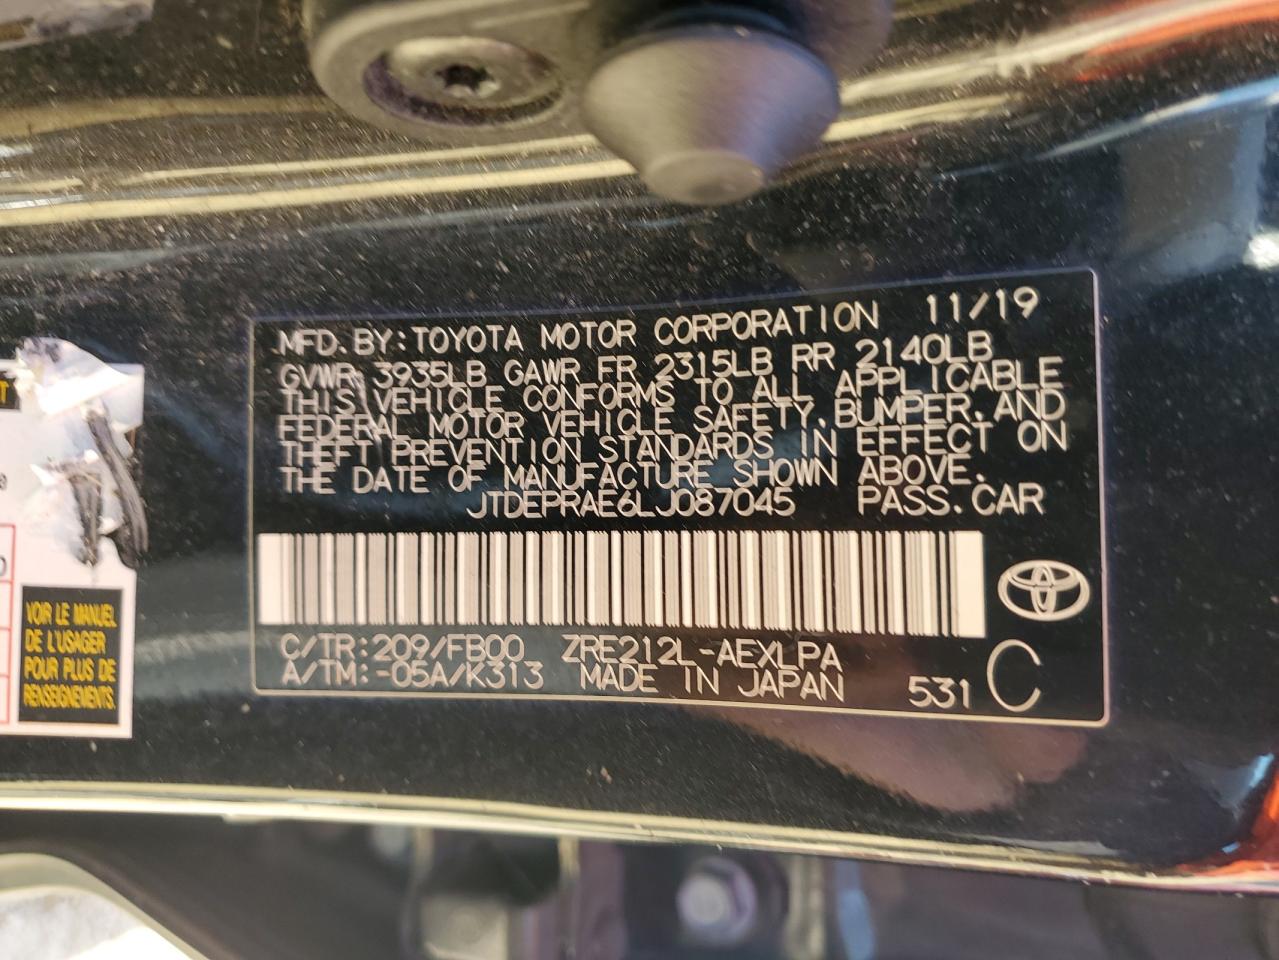 MFD. BY: TOYOTA MOTOR CORPORATION 11/19
GVWR: 3935LB GAWR FR 2315LB RR 2140LB
THIS VEHICLE CONFORMS TO ALL APPLICABLE
FEDERAL MOTOR VEHICLE SAFETY, BUMPER, AND
THEFT PREVENTION STANDARDS IN EFFECT ON
THE DATE OF MANUFACTURE SHOWN ABOVE.
JTDEPRAE6LJ087045 PASS.CAR
C/TR: 209/FB00 ZRE212L-AEXLPA
A/TM: -05A/K313 MADE IN JAPAN 531 C
VOIR LE MANUEL
DE L'USAGER
POUR PLUS DE
RENSEIGNEMENTS.